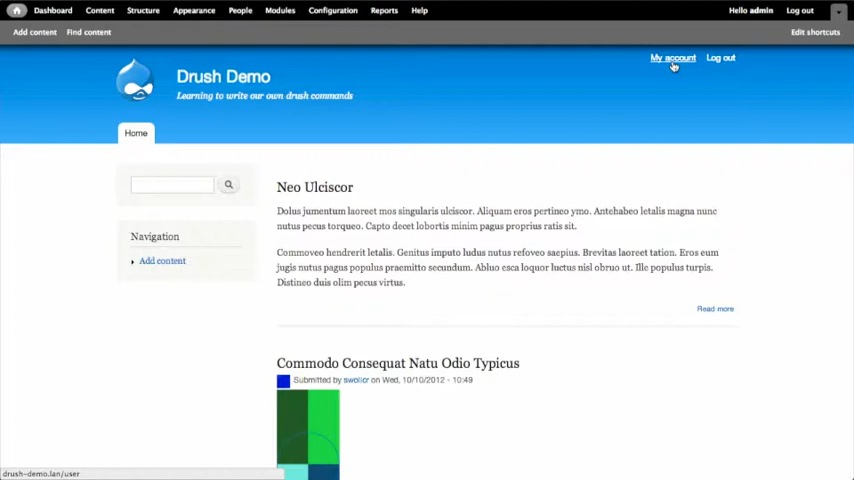 Dashboard Content Structure Appearance People Modules Configuration Reports Help Hello admin Log out
Add content Find content Edit shortcuts
My account Log out
Drush Demo
Learning to write our own drush commands
Home
Neo Ulciscor
Dolus jumentum laoreet mos singularis ulciscor. Aliquam eros pertineo ymo. Antehabeo letalis magna nunc
nutus pecus torqueo. Capto decet lobortis minim pagus proprius ratis sit.
Navigation
Add content
Commoveo hendrerit letalis. Genitus imputo ludus nutus refoveo saepius. Brevitas laoreet tation. Eros eum
jugis nutus pagus populus praemitto secundum. Abluo esca loquor luctus nisl obruo ut. Ille populus turpis.
Distineo duis olim pecus virtus.
Read more
Commodo Consequat Natu Odio Typicus
Submitted by on Wed, 10/10/2012 - 10:49
drush-demo.lan/user